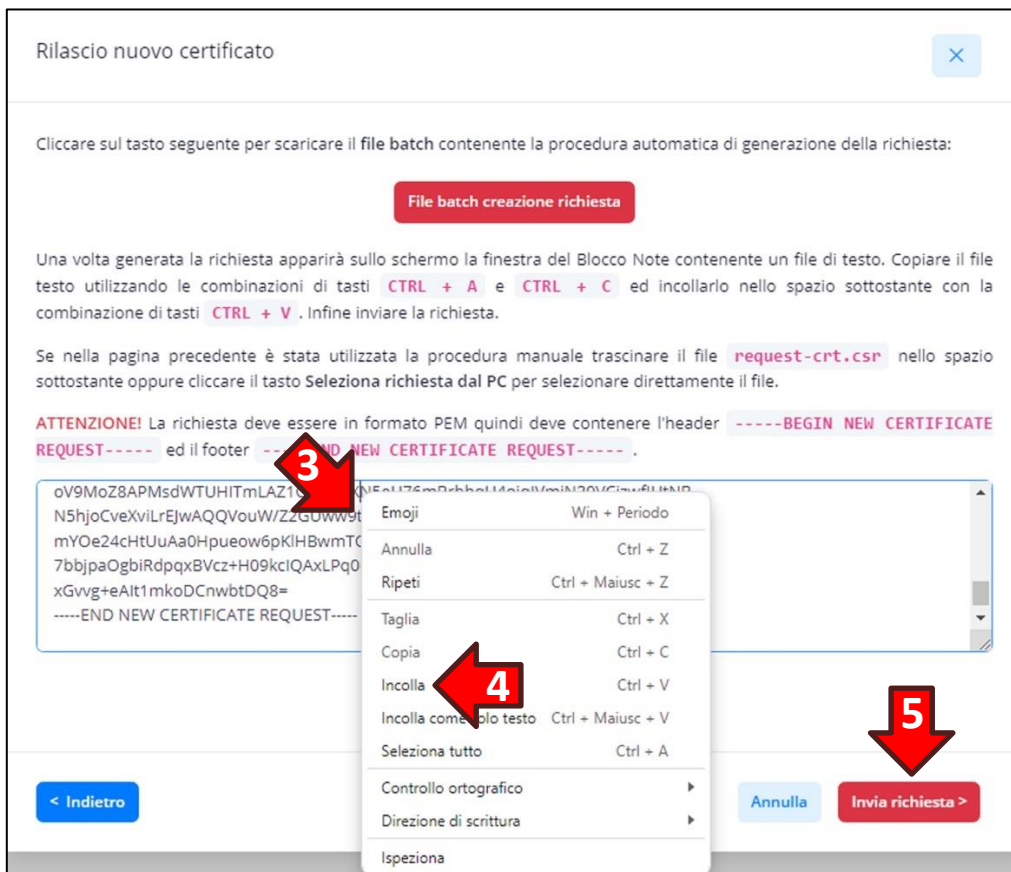 Rilascio nuovo certificato
Cliccare sul tasto seguente per scaricare il file batch contenente la procedura automatica di generazione della richiesta:
File batch creazione richiesta
Una volta generata la richiesta apparirà sullo schermo la finestra del Blocco Note contenente un file di testo. Copiare il file
testo utilizzando le combinazioni di tasti CTRL + A e CTRL + C ed incollarlo nello spazio sottostante con la
combinazione di tasti CTRL + V . Infine inviare la richiesta.
Se nella pagina precedente è stata utilizzata la procedura manuale trascinare il file request-crt.csr nello spazio
sottostante oppure cliccare il tasto Seleziona richiesta dal PC per selezionare direttamente il file.
ATTENZIONE! La richiesta deve essere in formato PEM quindi deve contenere l'header -----BEGIN NEW CERTIFICATE
REQUEST----- ed il footer NEW CERTIFICATE REQUEST----- .
3
N5hjoCveXviLrEJwAQQVouW/Z2GUww9t
mYOe24cHtUuAa0Hpueow6pKlHBwmTC
7bbjpaOgbiRdpqxBVcz+H09kcIQAxLPq0
xGvvg+eAIt1mkoDCnwbtDQ8=
-----END NEW CERTIFICATE REQUEST-----
Emoji Win + Periodo
Annulla Ctrl + Z
Ripeti Ctrl + Maiusc + Z
Taglia Ctrl + X
Copia Ctrl + C
Incolla 4 Ctrl + V
Incolla come solo testo Ctrl + Maiusc + V
Seleziona tutto Ctrl + A
Controllo ortografico
Direzione di scrittura
Ispeziona
5
< Indietro
Annulla
Invia richiesta >